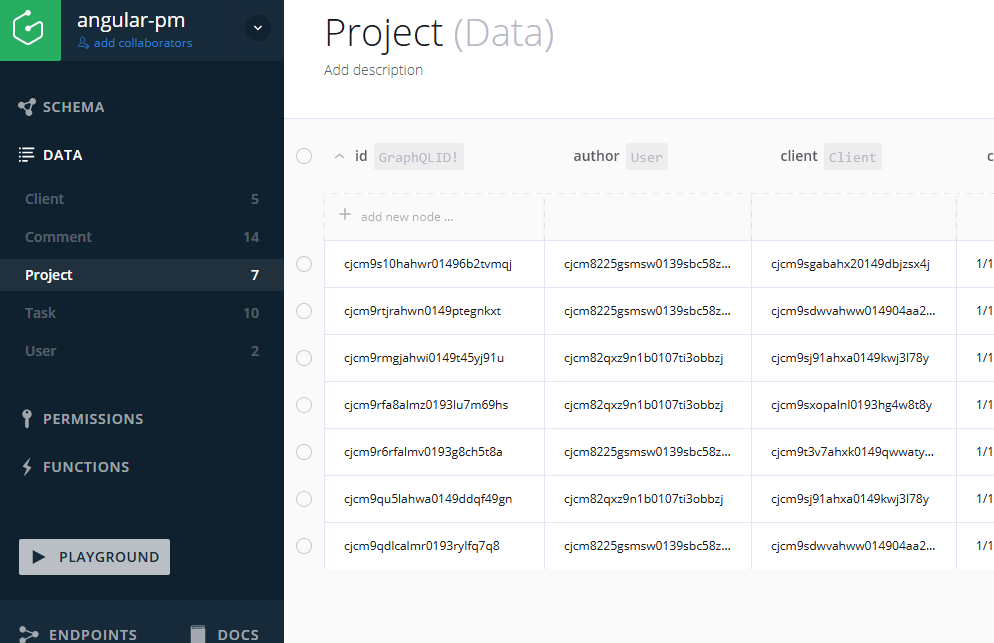 angular-pm
add collaborators
SCHEMA
DATA
Client 5
Comment 14
Project 7
Task 10
User 2
PERMISSIONS
FUNCTIONS
PLAYGROUND
ENDPOINTS DOCS
Project (Data)
Add description
id GraphQLID! author User client Client c
+ add new node ...
cjcm9s10hahwr01496b2tvmqj cjcm8225gsmsw0139sbc58z... cjcm9sgabahx20149dbjzsx4j 1/1
cjcm9rtjrahwn0149ptegnkxt cjcm8225gsmsw0139sbc58z... cjcm9sdwvahww014904aa2... 1/1
cjcm9rmgjahwi0149t45yj91u cjcm82qxz9n1b0107ti3obbzj cjcm9sj91ahxa0149kwj3l78y 1/1
cjcm9rfa8almz0193lu7m69hs cjcm82qxz9n1b0107ti3obbzj cjcm9sxopalnl0193hg4w8t8y 1/1
cjcm9r6rfalmv0193g8ch5t8a cjcm8225gsmsw0139sbc58z... cjcm9t3v7ahxk0149qwwaty... 1/1
cjcm9qu5lahwa0149ddqf49gn cjcm82qxz9n1b0107ti3obbzj cjcm9sj91ahxa0149kwj3l78y 1/1
cjcm9qdlcalmr0193rylfq7q8 cjcm8225gsmsw0139sbc58z... cjcm9sdwvahww014904aa2... 1/1